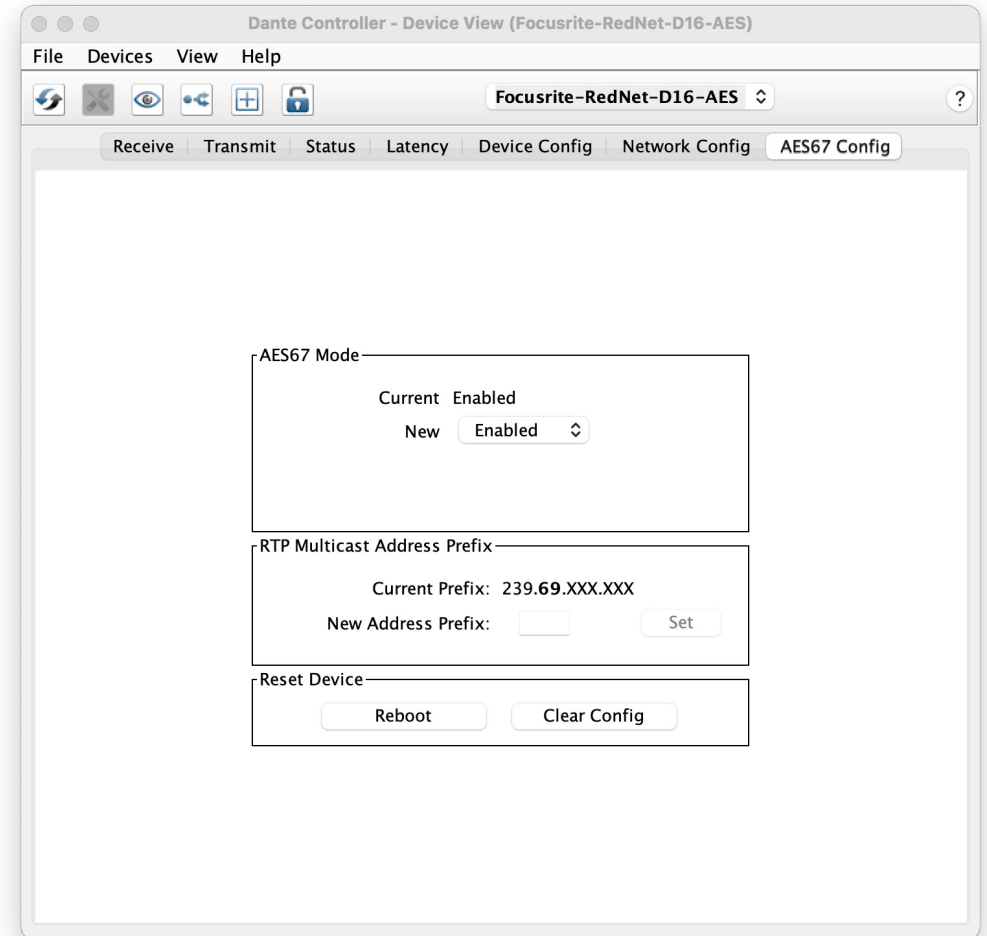 Dante Controller - Device View (Focusrite-RedNet-D16-AES)
File Devices View Help
Focusrite-RedNet-D16-AES ?
Receive Transmit Status Latency Device Config Network Config AES67 Config
AES67 Mode
Current Enabled
New Enabled
RTP Multicast Address Prefix
Current Prefix: 239.69.XXX.XXX
New Address Prefix: Set
Reset Device
Reboot Clear Config